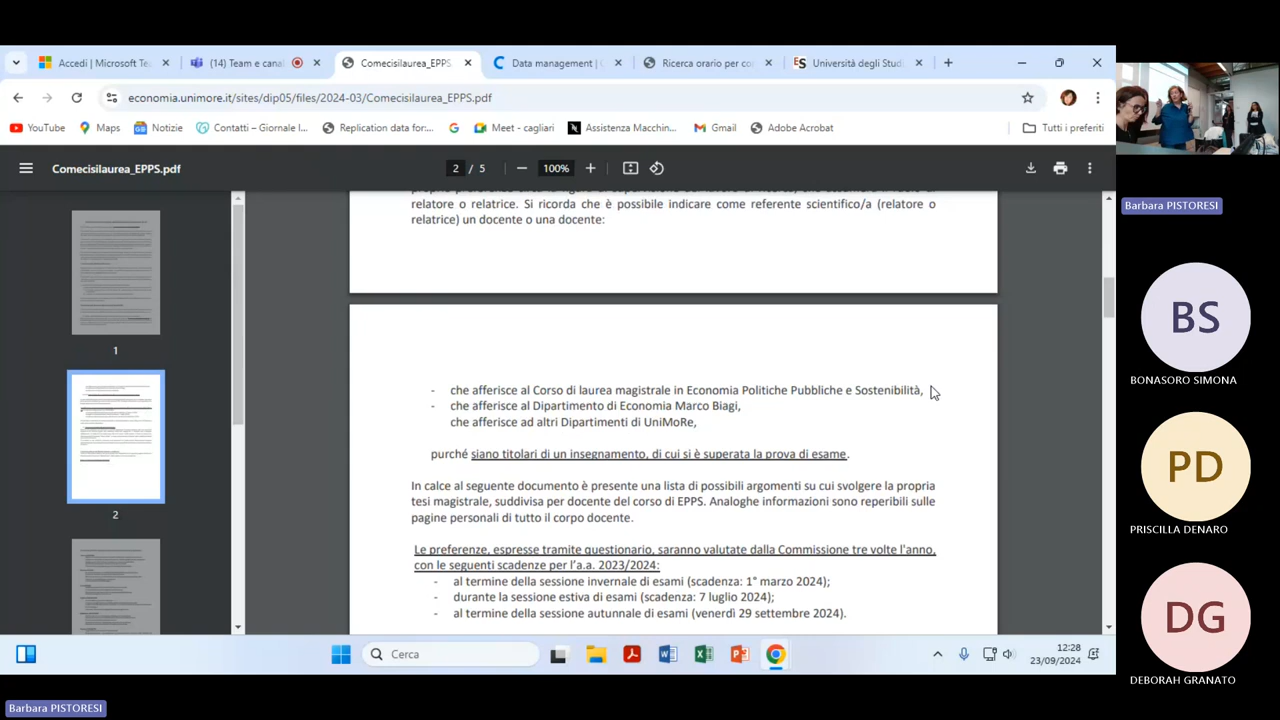 Accedi | Microsoft Te
(14) Team e cana
Comecisilaurea_EPPS
Data management | C
Ricerca orario per co
ES Università degli Studi
economia.unimore.it/sites/dip05/files/2024-03/Comecisilaurea_EPPS.pdf
YouTube
Maps
Notizie
Contatti – Giornale I...
Replication data for:...
Meet - cagliari
Assistenza Macchin...
Gmail
Adobe Acrobat
Tutti i preferiti
Comecisilaurea_EPPS.pdf
2 / 5
100%
relatore o relatrice. Si ricorda che è possibile indicare come referente scientifico/a (relatore o
relatrice) un docente o una docente:
- che afferisce al Corso di laurea magistrale in Economia Politiche Pubbliche e Sostenibilità,
- che afferisce al Dipartimento di Economia Marco Biagi,
che afferisce ad altri Dipartimenti di UniMoRe,
purché siano titolari di un insegnamento, di cui si è superata la prova di esame.
In calce al seguente documento è presente una lista di possibili argomenti su cui svolgere la propria
tesi magistrale, suddivisa per docente del corso di EPPS. Analoghe informazioni sono reperibili sulle
pagine personali di tutto il corpo docente.
Le preferenze, espresse tramite questionario, saranno valutate dalla Commissione tre volte l'anno,
con le seguenti scadenze per l'a.a. 2023/2024:
- al termine della sessione invernale di esami (scadenza: 1° marzo 2024);
- durante la sessione estiva di esami (scadenza: 7 luglio 2024);
- al termine della sessione autunnale di esami (venerdì 29 settembre 2024).
1
2
Cerca
12:28
23/09/2024
Barbara PISTORESI
BS
BONASORO SIMONA
PD
PRISCILLA DENARO
DG
DEBORAH GRANATO
Barbara PISTORESI